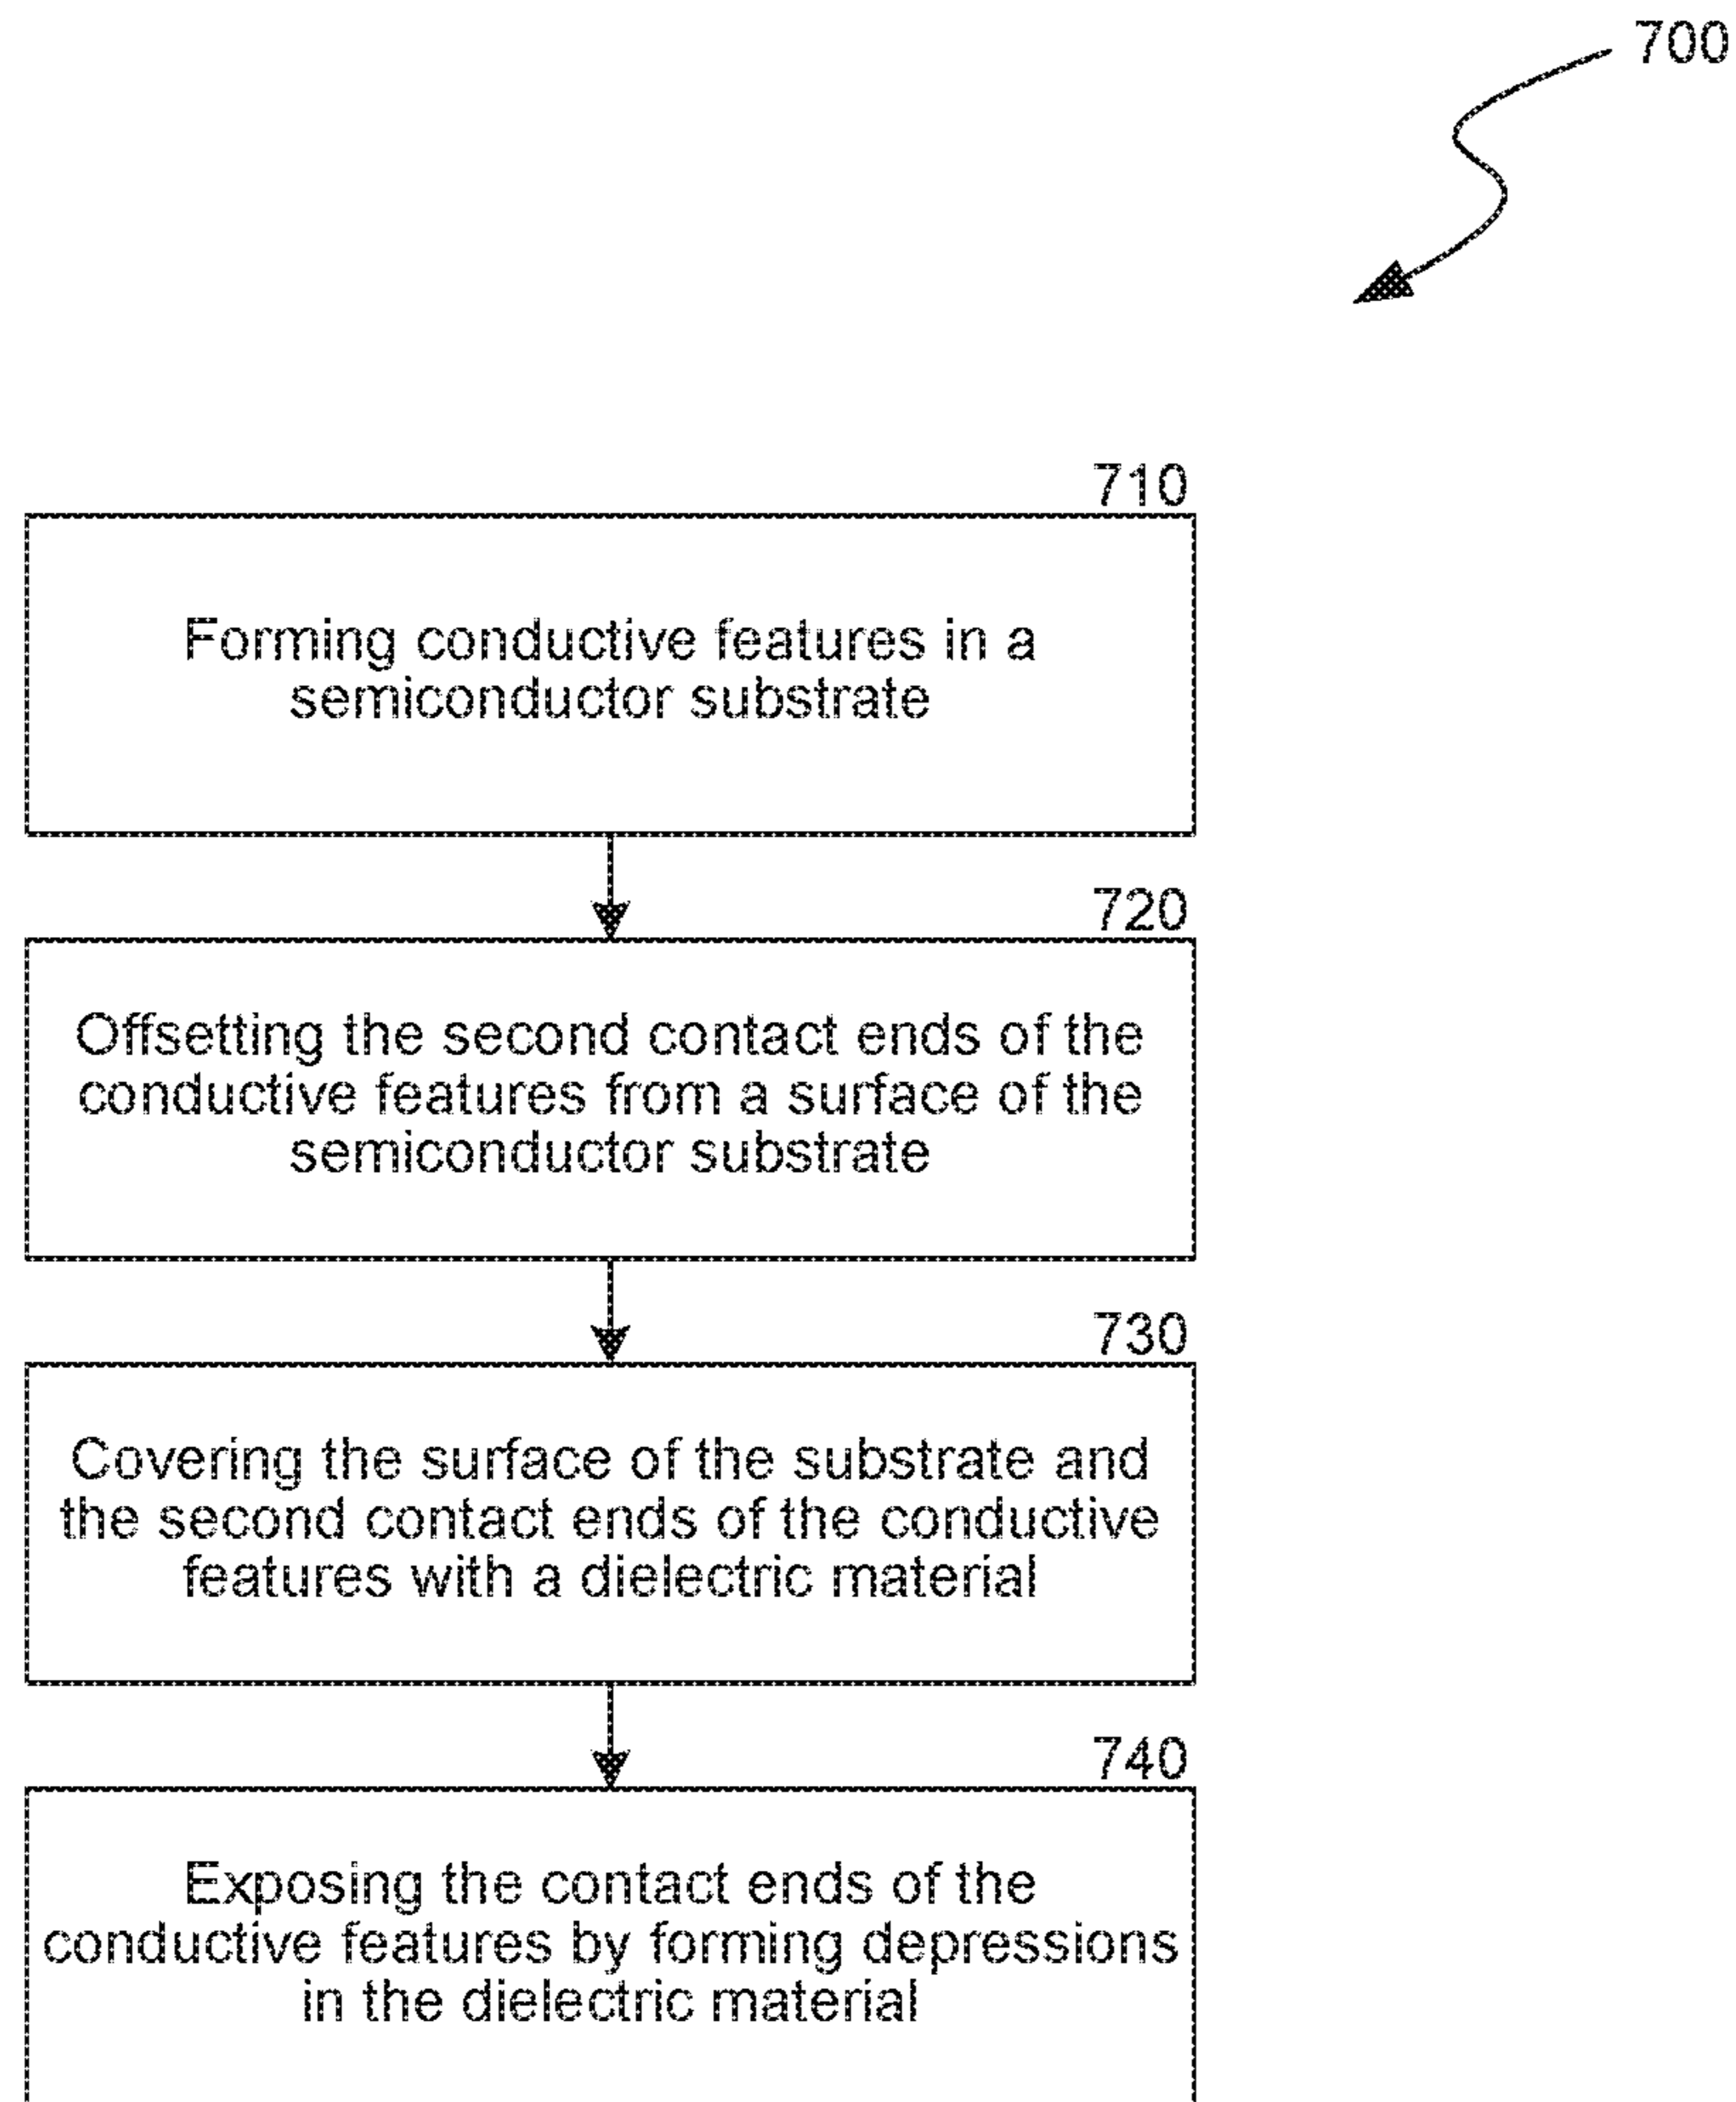 700
710
Forming conductive features in a
semiconductor substrate
720
Offsetting the second contact ends of the
conductive features from a surface of the
semiconductor substrate
730
Covering the surface of the substrate and
the second contact ends of the conductive
features with a dielectric material
740
Exposing the contact ends of the
conductive features by forming depressions
in the dielectric material